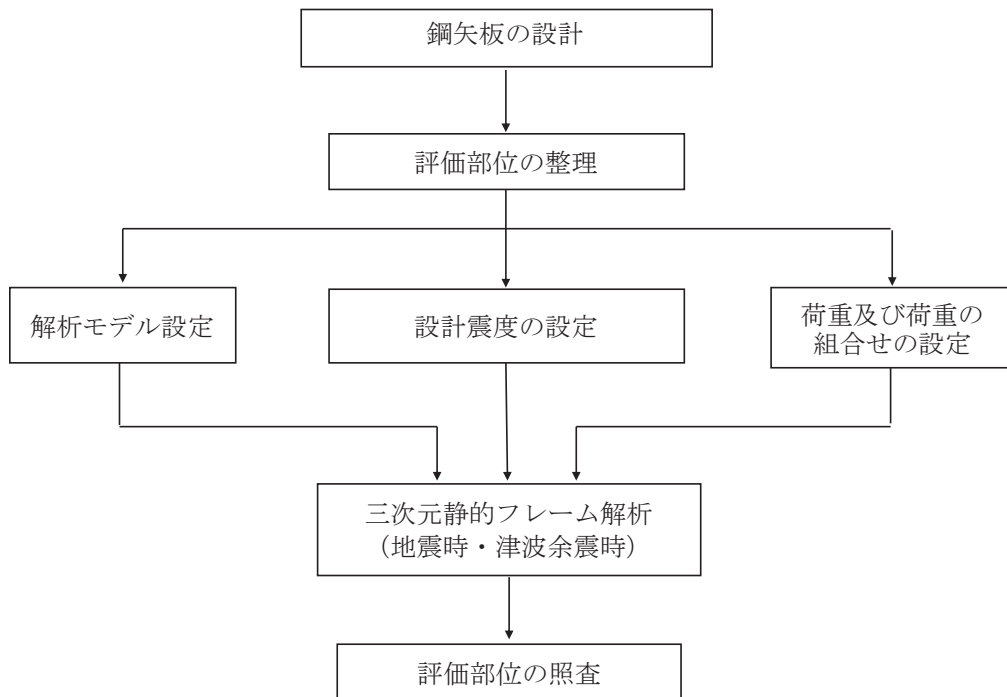 鋼矢板の設計
評価部位の整理
解析モデル設定
設計震度の設定
荷重及び荷重の
組合せの設定
三次元静的フレーム解析
（地震時・津波余震時）
評価部位の照査